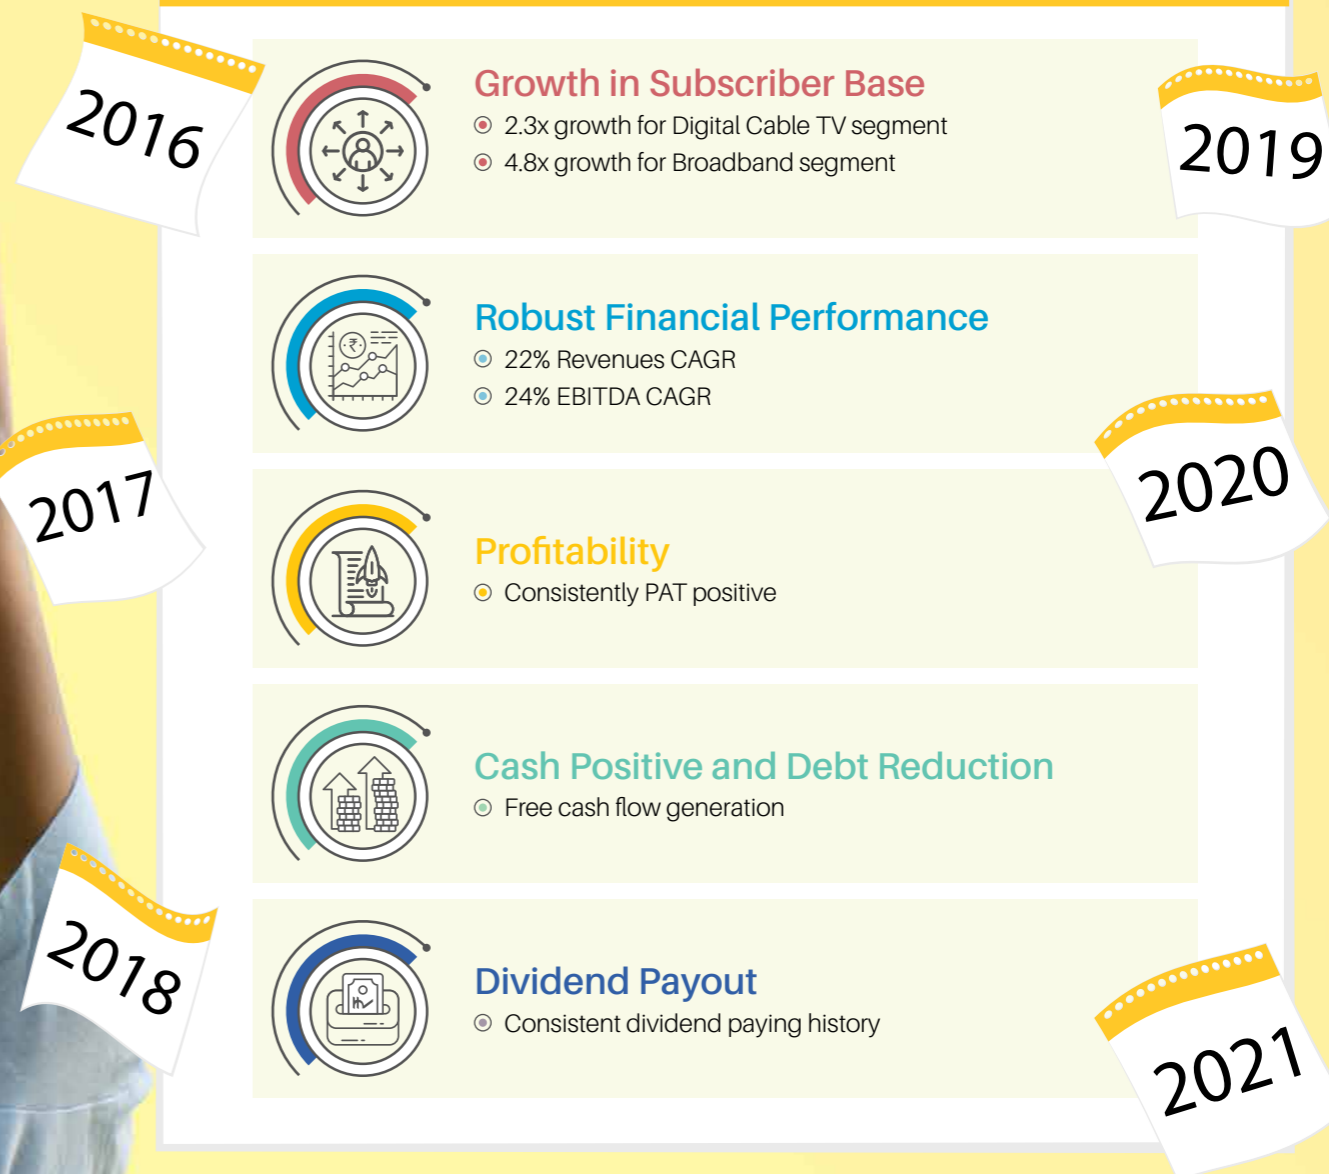 2016
Growth in Subscriber Base
2.3x growth for Digital Cable TV segment
4.8x growth for Broadband segment
2019
Robust Financial Performance
22% Revenues CAGR
24% EBITDA CAGR
2017
2020
Profitability
Consistently PAT positive
Cash Positive and Debt Reduction
Free cash flow generation
2018
Dividend Payout
Consistent dividend paying history
2021